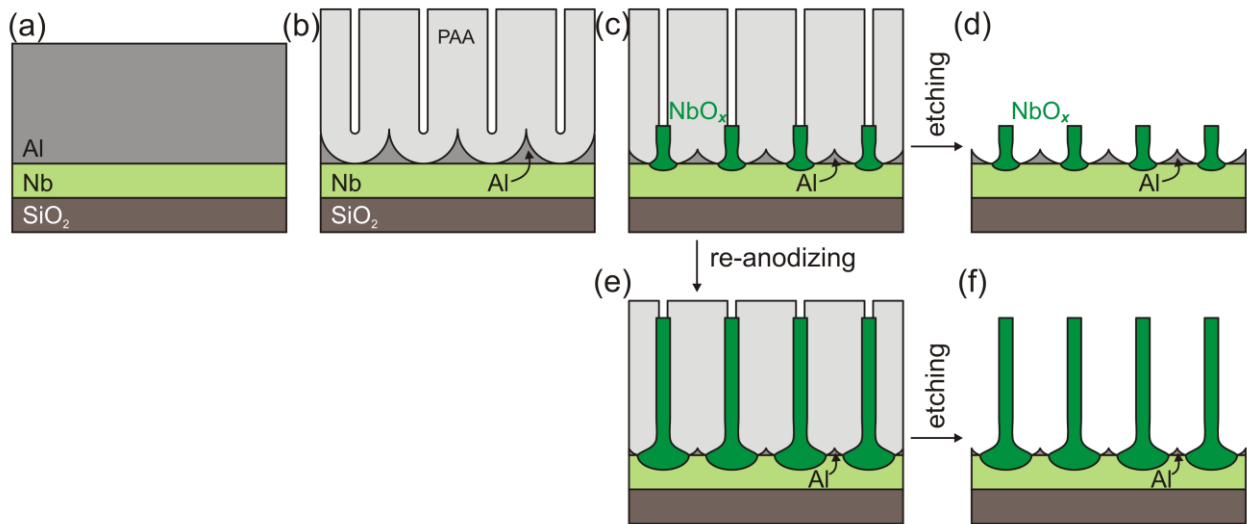 (a)
Al
Nb
SiO₂
(b)
PAA
Nb
Al
SiO₂
(c)
NbOₓ
Al
etching
(d)
NbOₓ
Al
re-anodizing
(e)
Al
etching
(f)
Al